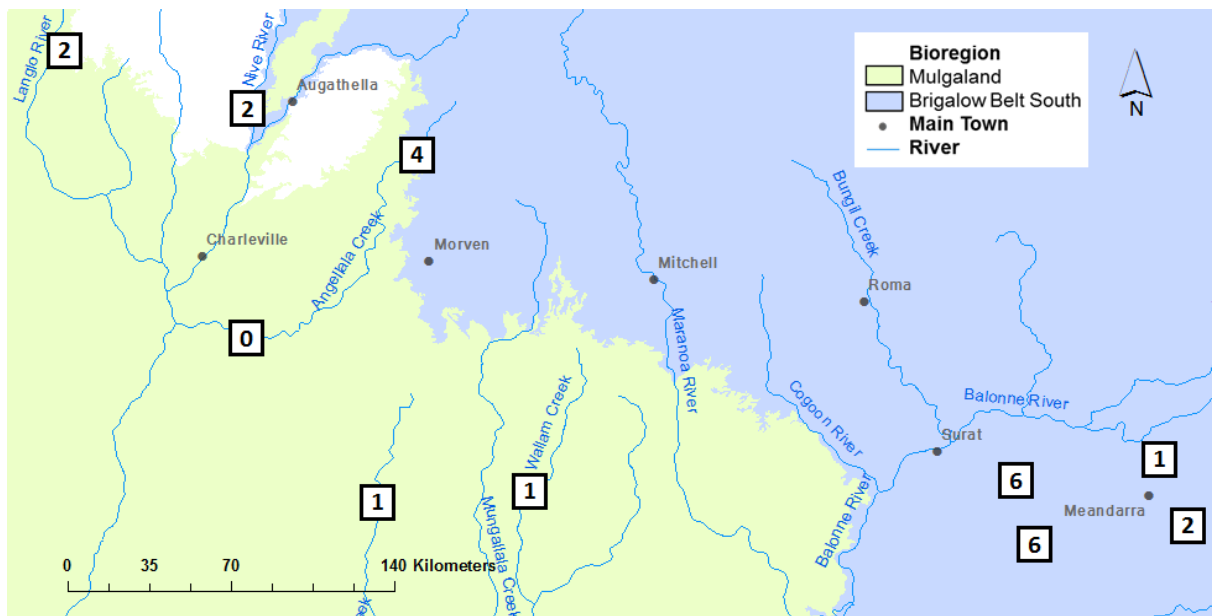 Langlo River
2
Nive River
2
Augathella
Bioregion
Mulgaland
Brigalow Belt South
Main Town
River
N
4
Charleville
Angellala Creek
Morven
Mitchell
Bungil Creek
Roma
0
Maranoa River
Cogoon River
Balonne River
Surat
Wallam Creek
1
1
Mungallala Creek
Balonne River
6
1
Meandarra
2
6
0 35 70 140 Kilometers
eek